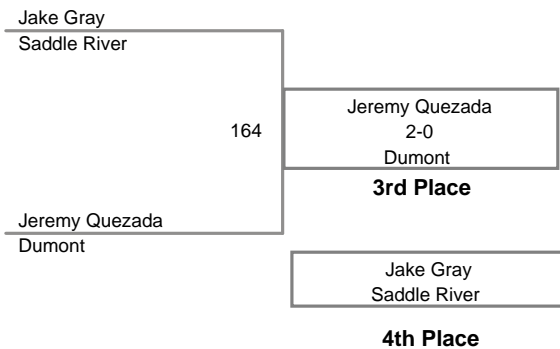 Jake Gray
Saddle River
164
Jeremy Quezada
2-0
Dumont
3rd Place
Jeremy Quezada
Dumont
Jake Gray
Saddle River
4th Place